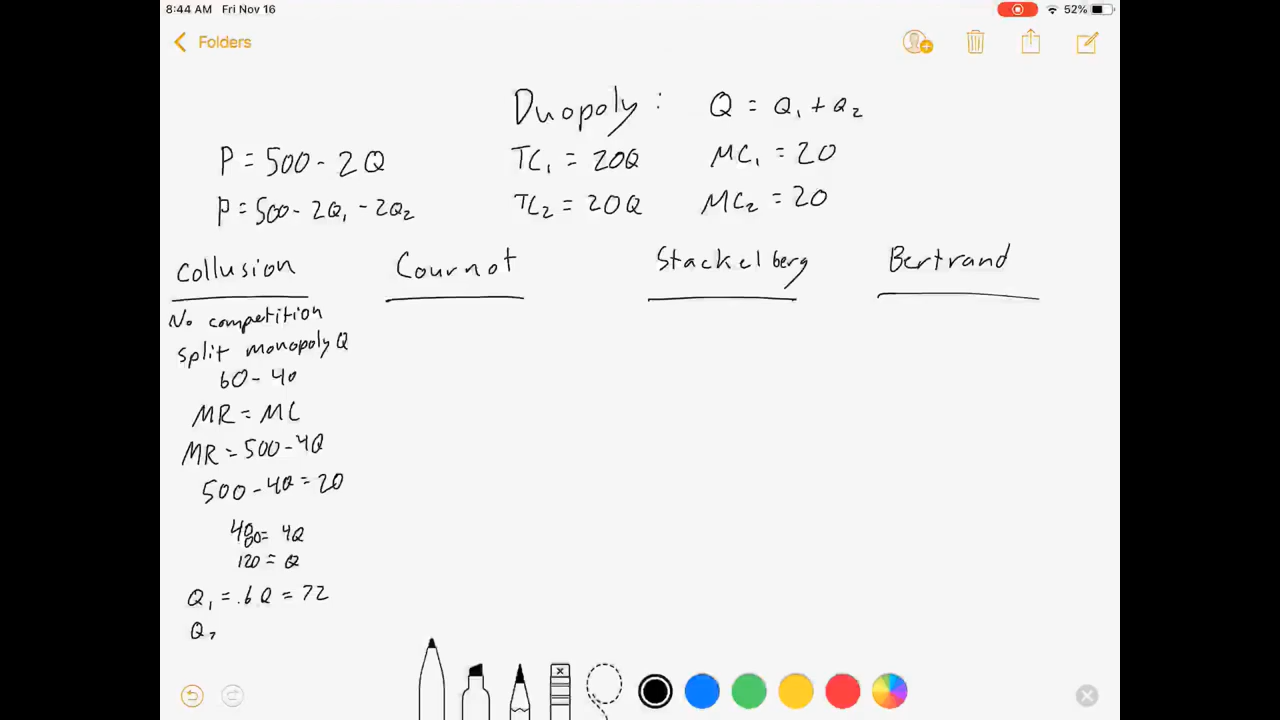 8:44 AM Fri Nov 16
52%
Folders
Duopoly: Q = Q₁ + Q₂
P = 500 - 2Q TC₁ = 20Q MC₁ = 20
P = 500 - 2Q₁ - 2Q₂ TC₂ = 20Q MC₂ = 20
Collusion Cournot Stackelberg Bertrand
No competition
split monopoly Q
60 - 40
MR = MC
MR = 500 - 4Q
500 - 4Q = 20
480 = 4Q
120 = Q
Q₁ = .6Q = 72
Q₂